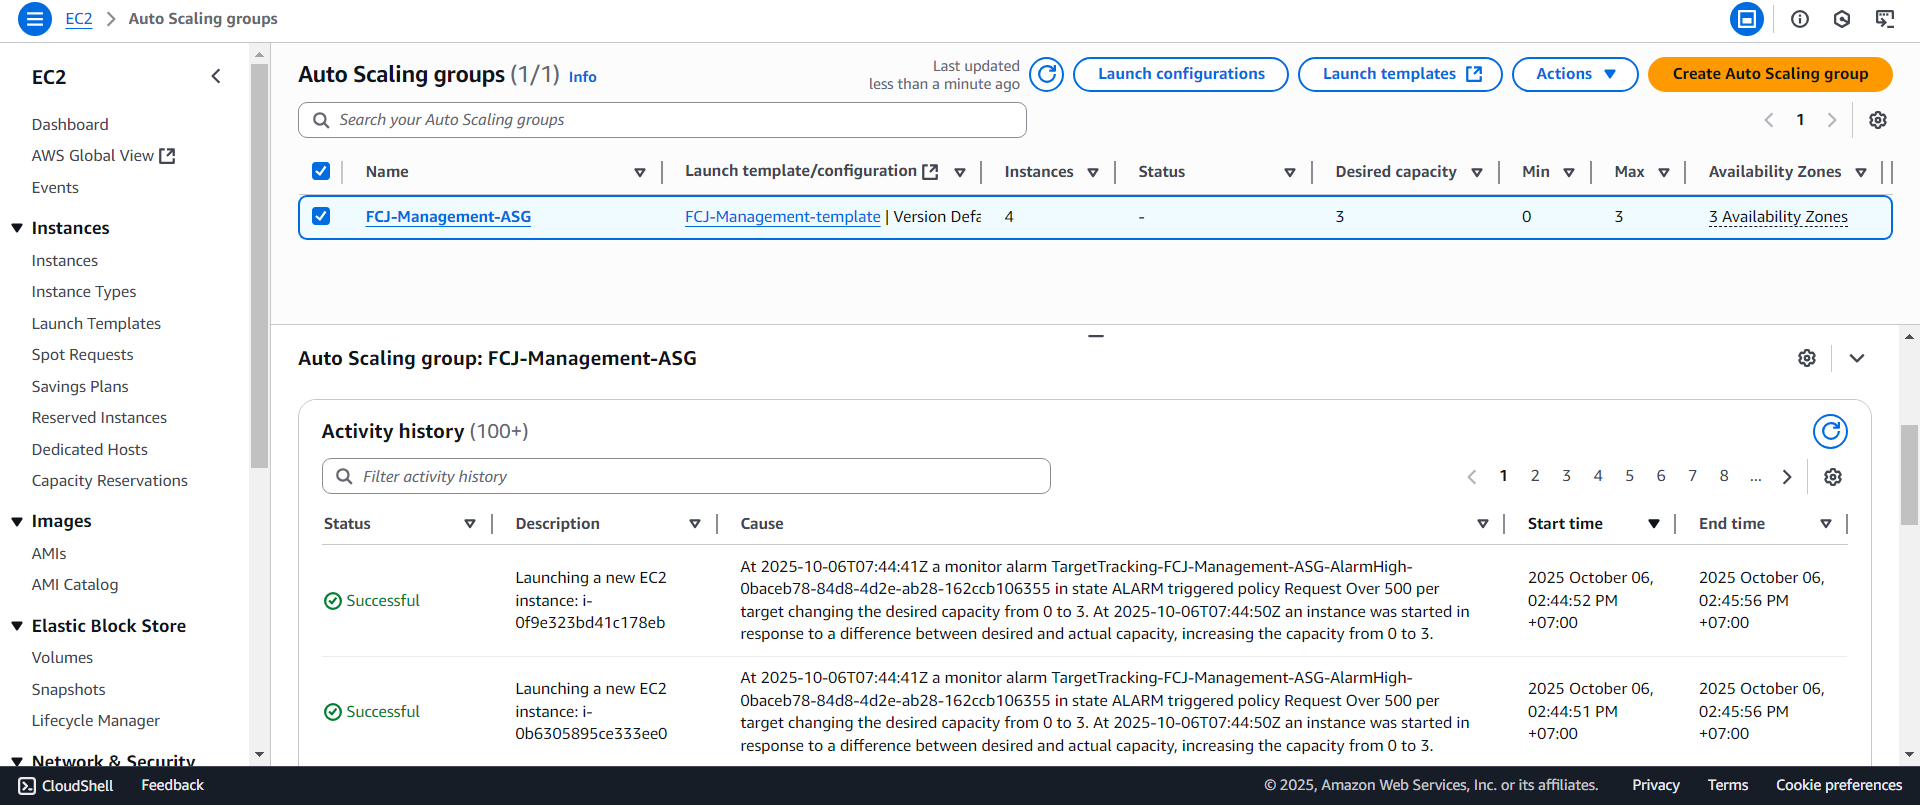 EC2 Auto Scaling groups
EC2
Dashboard
AWS Global View
Events
Instances
Instances
Instance Types
Launch Templates
Spot Requests
Savings Plans
Reserved Instances
Dedicated Hosts
Capacity Reservations
Images
AMIs
AMI Catalog
Elastic Block Store
Volumes
Snapshots
Lifecycle Manager
Network & Security
Auto Scaling groups (1/1) Info
Last updated
less than a minute ago
Launch configurations
Launch templates
Actions
Create Auto Scaling group
Search your Auto Scaling groups
1
Name Launch template/configuration Instances Status Desired capacity Min Max Availability Zones
FCJ-Management-ASG FCJ-Management-template | Version Defa 4 - 3 0 3 3 Availability Zones
Auto Scaling group: FCJ-Management-ASG
Activity history (100+)
Filter activity history
1 2 3 4 5 6 7 8 ...
Status Description Cause Start time End time
Successful
Launching a new EC2
instance: i-
0f9e323bd41c178eb
At 2025-10-06T07:44:41Z a monitor alarm TargetTracking-FCJ-Management-ASG-AlarmHigh-
0baceb78-84d8-4d2e-ab28-162ccb106355 in state ALARM triggered policy Request Over 500 per
target changing the desired capacity from 0 to 3. At 2025-10-06T07:44:50Z an instance was started in
response to a difference between desired and actual capacity, increasing the capacity from 0 to 3.
2025 October 06,
02:44:52 PM
+07:00
2025 October 06,
02:45:56 PM
+07:00
Successful
Launching a new EC2
instance: i-
0b6305895ce333ee0
At 2025-10-06T07:44:41Z a monitor alarm TargetTracking-FCJ-Management-ASG-AlarmHigh-
0baceb78-84d8-4d2e-ab28-162ccb106355 in state ALARM triggered policy Request Over 500 per
target changing the desired capacity from 0 to 3. At 2025-10-06T07:44:50Z an instance was started in
response to a difference between desired and actual capacity, increasing the capacity from 0 to 3.
2025 October 06,
02:44:51 PM
+07:00
2025 October 06,
02:45:56 PM
+07:00
CloudShell Feedback © 2025, Amazon Web Services, Inc. or its affiliates. Privacy Terms Cookie preferences